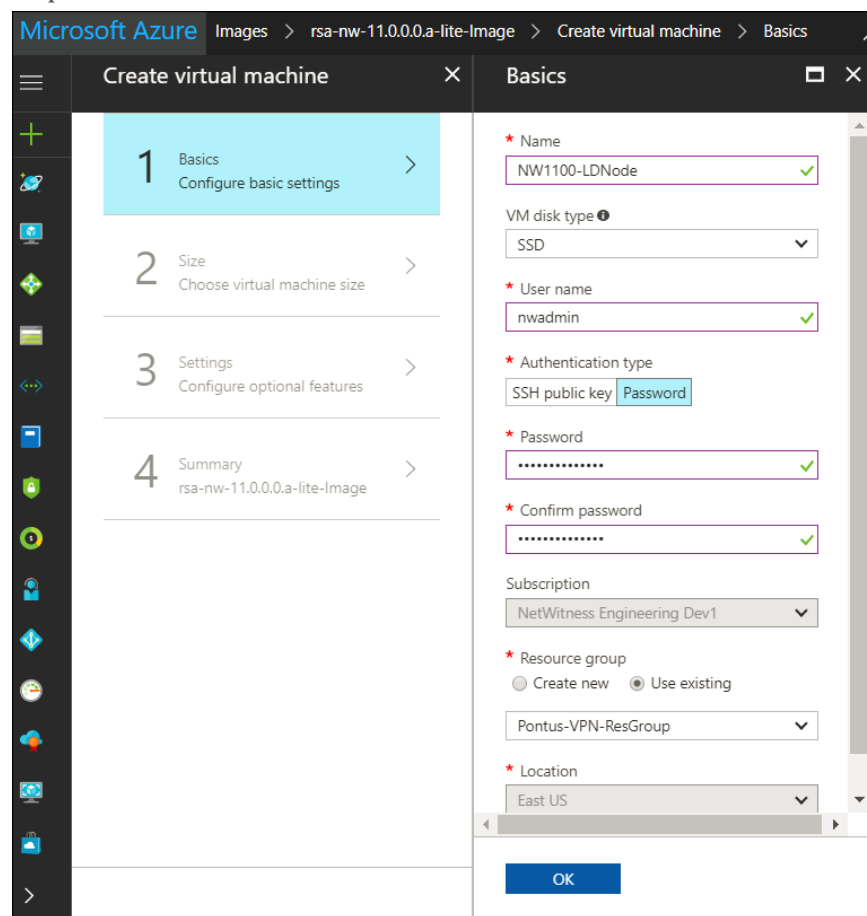 Microsoft Azure Images > rsa-nw-11.0.0.0.a-lite-Image > Create virtual machine > Basics
Create virtual machine
1 Basics
Configure basic settings
2 Size
Choose virtual machine size
3 Settings
Configure optional features
4 Summary
rsa-nw-11.0.0.0.a-lite-Image
Basics
* Name
NW1100-LDNode
VM disk type
SSD
* User name
nwadmin
* Authentication type
SSH public key Password
* Password
••••••••••••••
* Confirm password
••••••••••••••
Subscription
NetWitness Engineering Dev1
* Resource group
Create new Use existing
Pontus-VPN-ResGroup
* Location
East US
OK